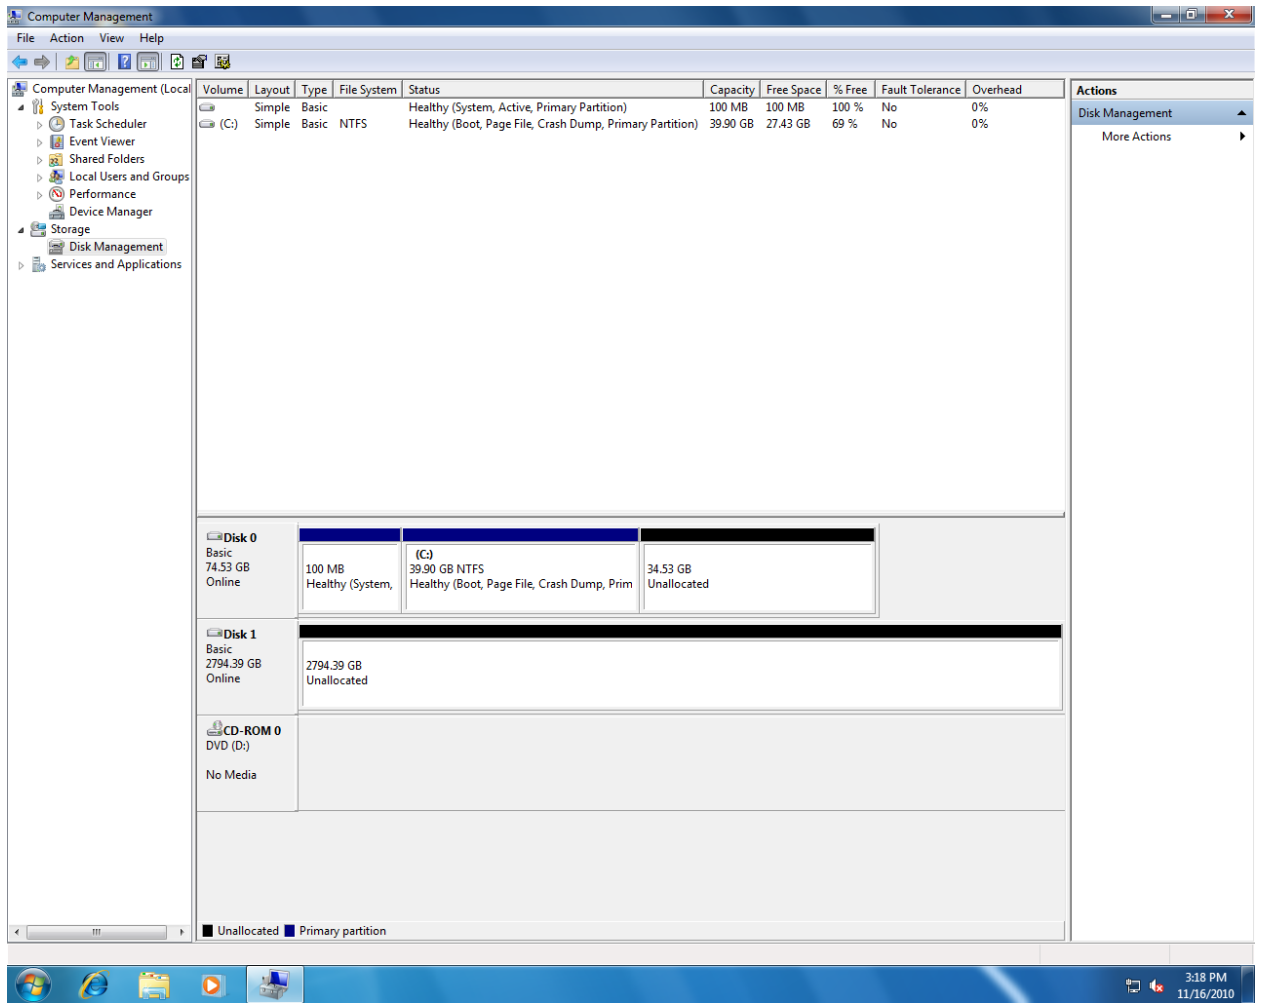 Computer Management
File Action View Help
Computer Management (Local
System Tools
Task Scheduler
Event Viewer
Shared Folders
Local Users and Groups
Performance
Device Manager
Storage
Disk Management
Services and Applications
Volume Layout Type File System Status Capacity Free Space % Free Fault Tolerance Overhead
Simple Basic Healthy (System, Active, Primary Partition) 100 MB 100 MB 100 % No 0%
(C:) Simple Basic NTFS Healthy (Boot, Page File, Crash Dump, Primary Partition) 39.90 GB 27.43 GB 69 % No 0%
Actions
Disk Management
More Actions
Disk 0
Basic
74.53 GB
Online
100 MB
Healthy (System,
(C:)
39.90 GB NTFS
Healthy (Boot, Page File, Crash Dump, Prim
34.53 GB
Unallocated
Disk 1
Basic
2794.39 GB
Online
2794.39 GB
Unallocated
CD-ROM 0
DVD (D:)
No Media
Unallocated Primary partition
3:18 PM
11/16/2010